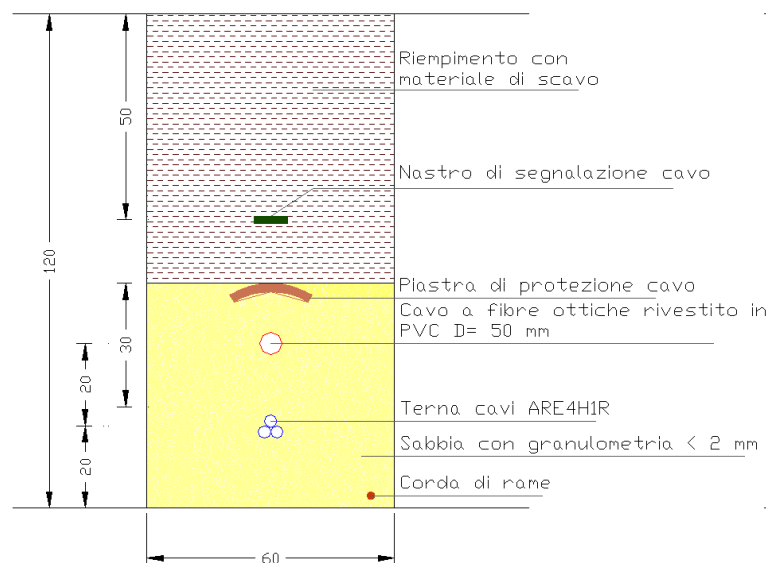 Riempimento con
materiale di scavo
50
Nastro di segnalazione cavo
120
Piastra di protezione cavo
Cavo a fibre ottiche rivestito in
PVC D= 50 mm
30
20
Terna cavi ARE4H1R
Sabbia con granulometria < 2 mm
20
Corda di rame
60